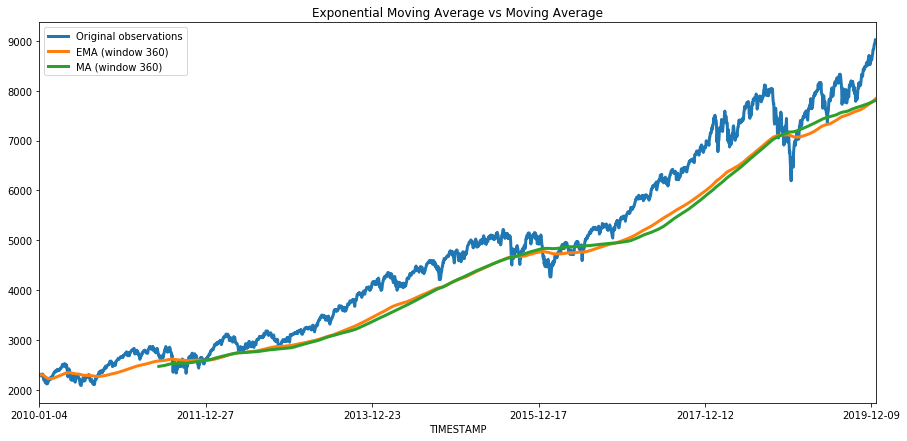 Exponential Moving Average vs Moving Average
Original observations
EMA (window 360)
MA (window 360)
9000
8000
7000
6000
5000
4000
3000
2000
2010-01-04 2011-12-27 2013-12-23 2015-12-17 2017-12-12 2019-12-09
TIMESTAMP